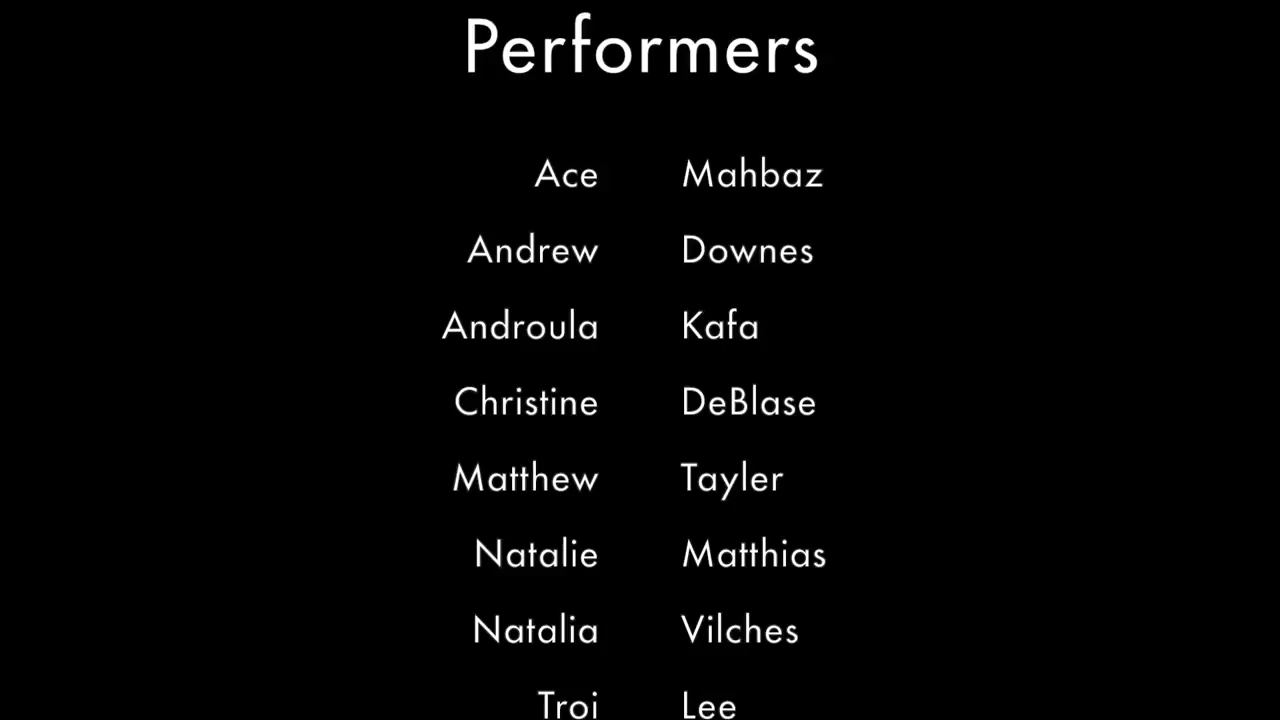 Performers
Ace Mahbaz
Andrew Downes
Androula Kafa
Christine DeBlase
Matthew Tayler
Natalie Matthias
Natalia Vilches
Troi Lee